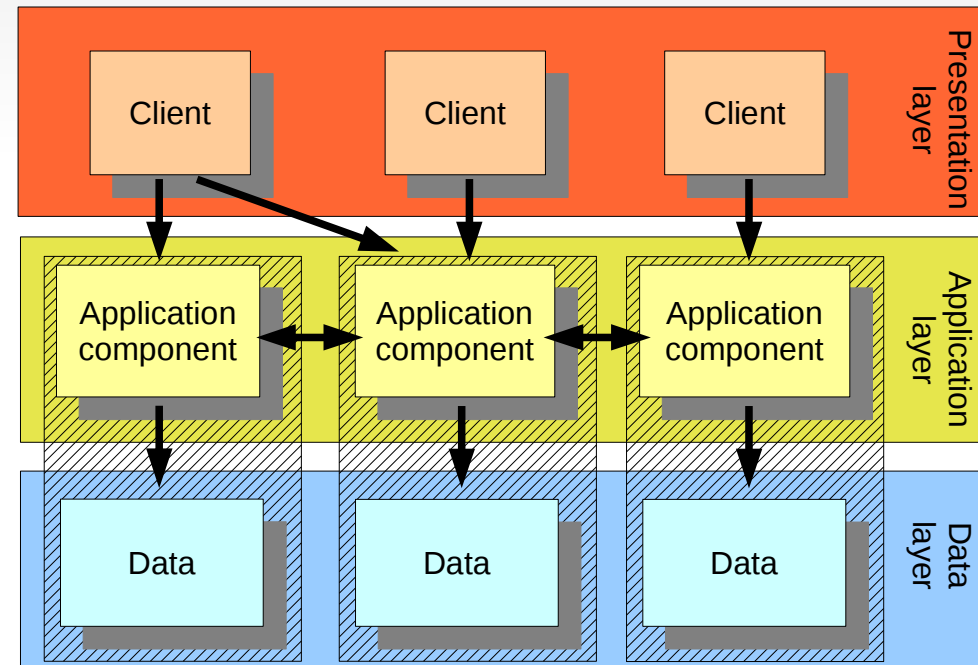 Client
Client
Client
Presentation
layer
Application
component
Application
component
Application
component
Application
layer
Data
Data
Data
Data
layer